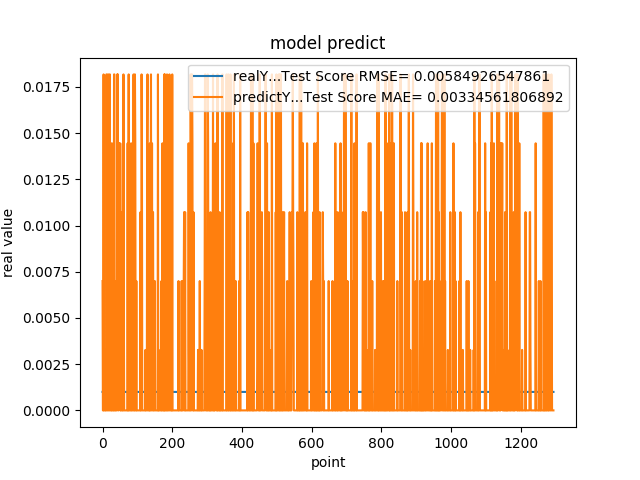 model predict
realY...Test Score RMSE= 0.00584926547861
predictY...Test Score MAE= 0.00334561806892
0.0175
0.0150
0.0125
0.0100
0.0075
0.0050
0.0025
0.0000
real value
0 200 400 600 800 1000 1200
point